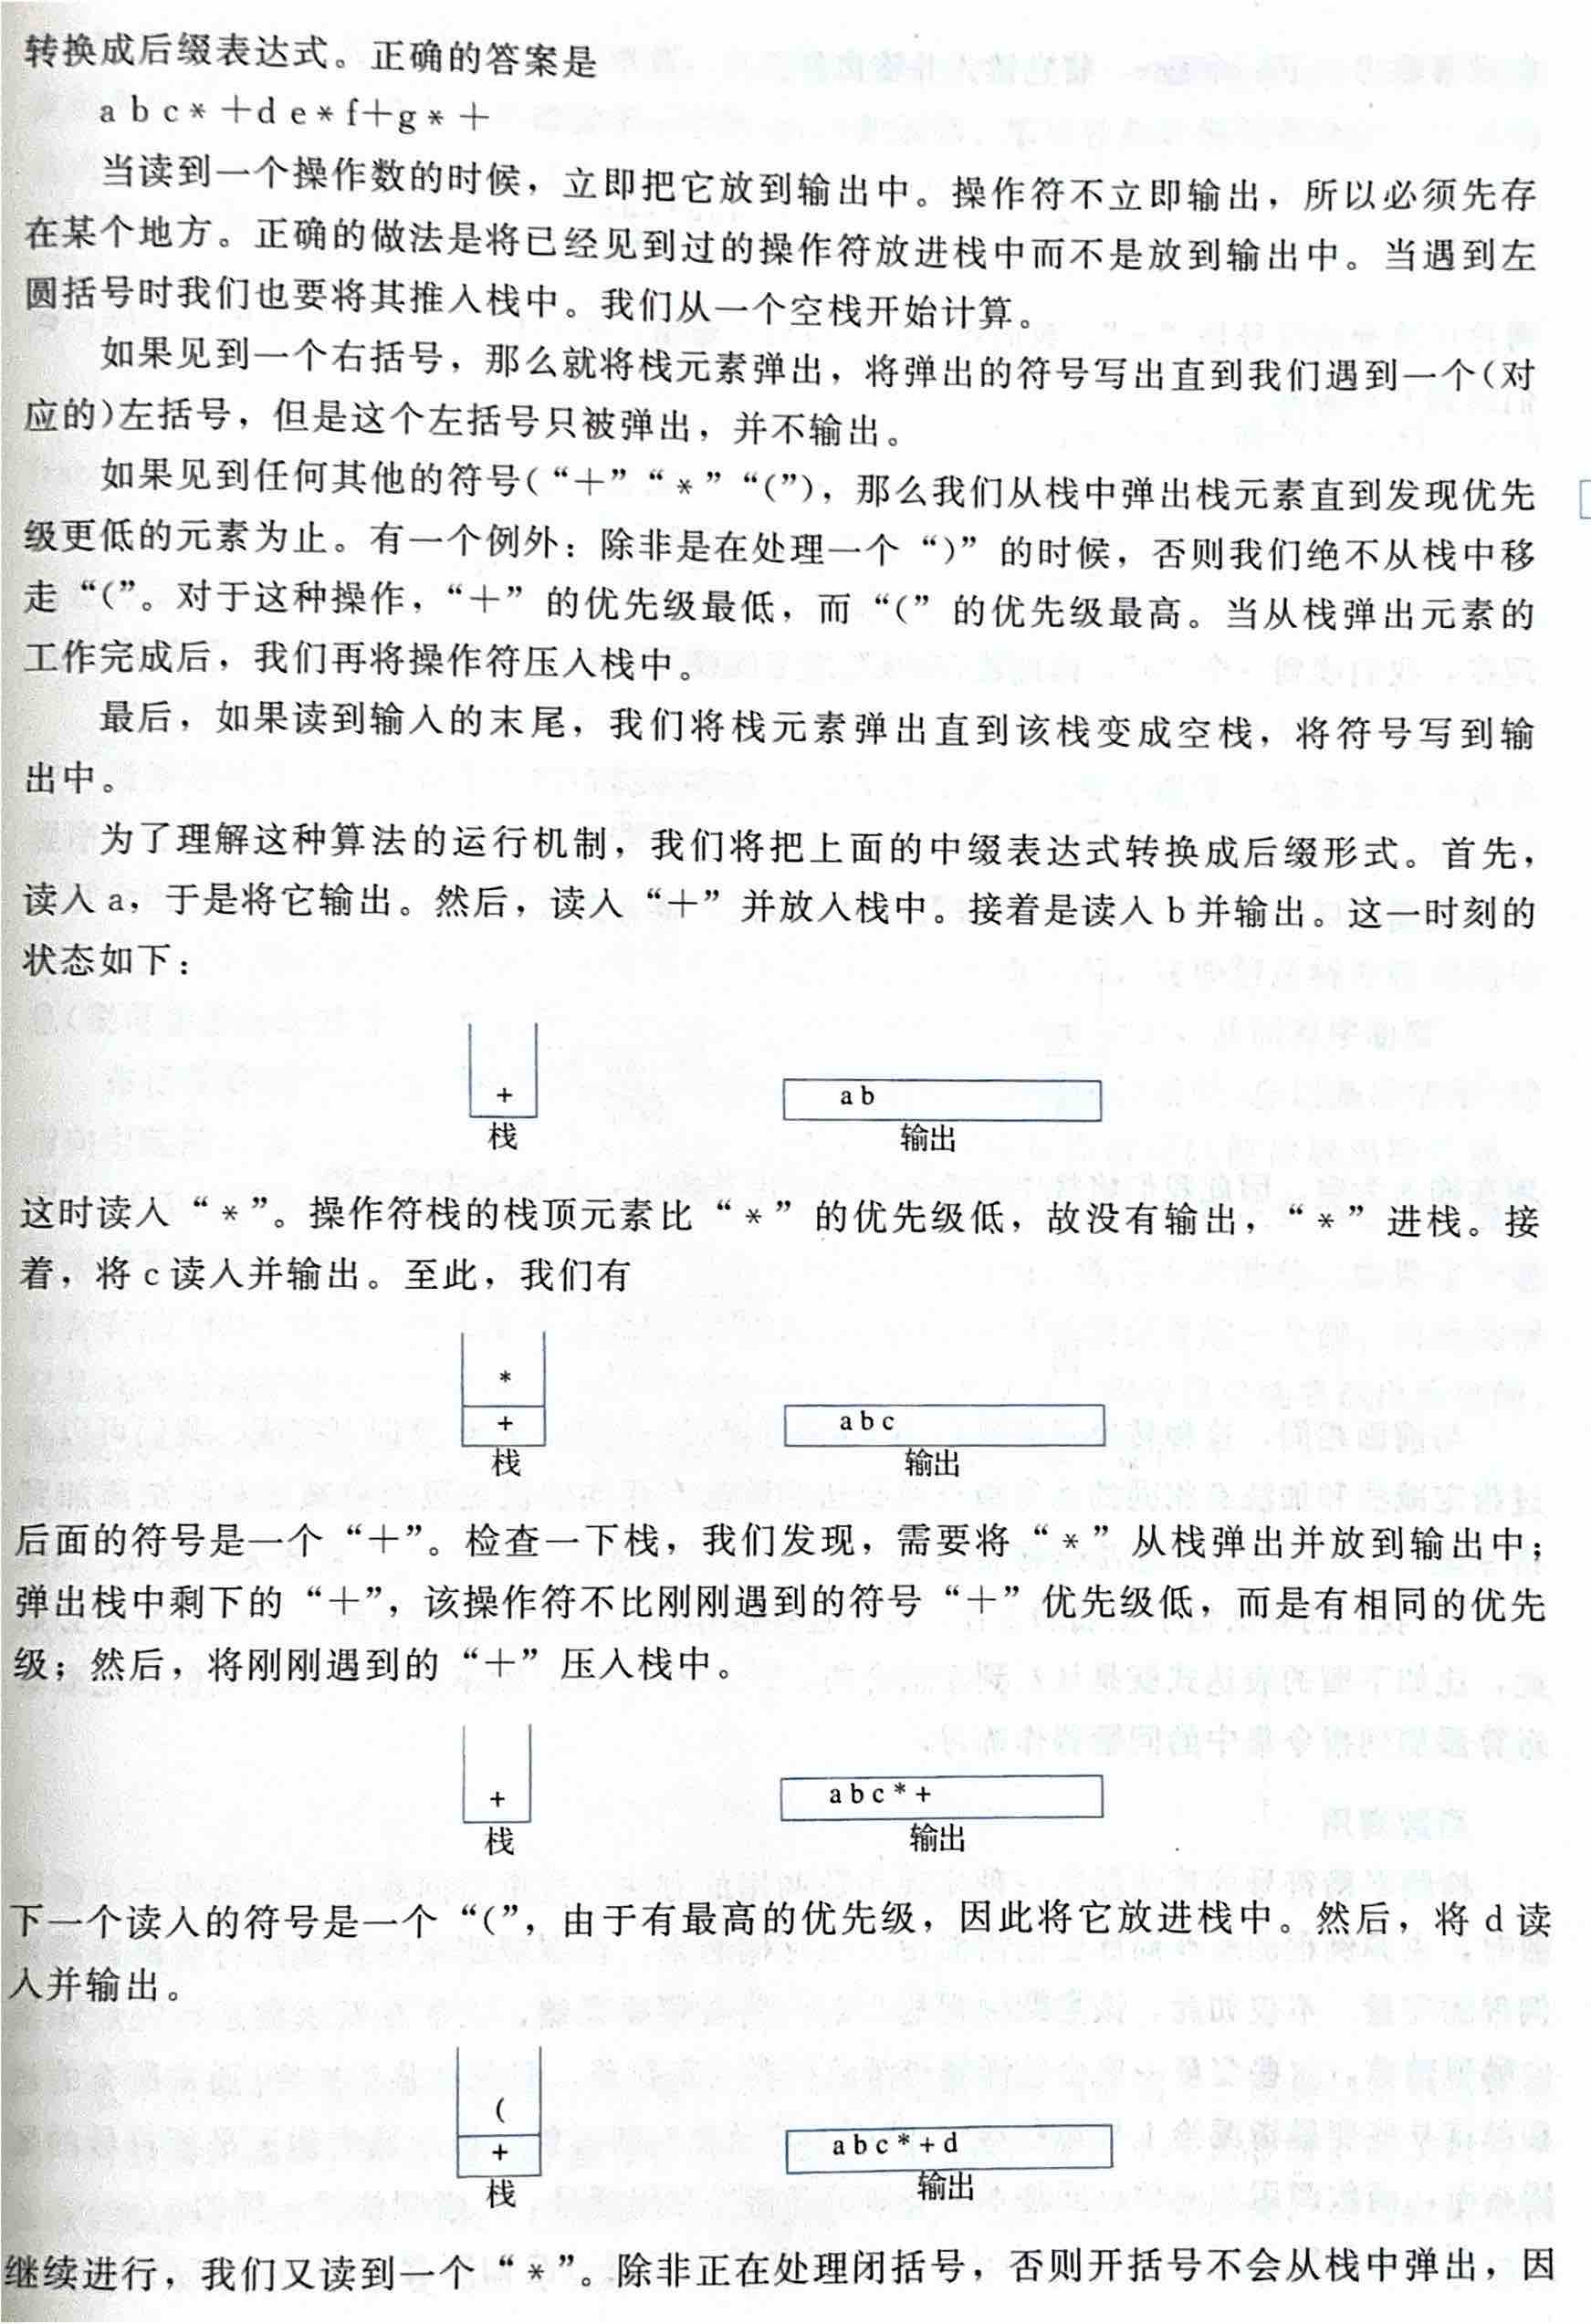 转换成后缀表达式。正确的答案是
a b c * +d e * f+g * +
当读到一个操作数的时候，立即把它放到输出中。操作符不立即输出，所以必须先存
在某个地方。正确的做法是将已经见到过的操作符放进栈中而不是放到输出中。当遇到左
圆括号时我们也要将其推入栈中。我们从一个空栈开始计算。
如果见到一个右括号，那么就将栈元素弹出，将弹出的符号写出直到我们遇到一个(对
应的)左括号，但是这个左括号只被弹出，并不输出。
如果见到任何其他的符号(“+”“*”“(”)，那么我们从栈中弹出栈元素直到发现优先
级更低的元素为止。有一个例外：除非是在处理一个“)”的时候，否则我们绝不从栈中移
走“(”。对于这种操作，“+”的优先级最低，而“(”的优先级最高。当从栈弹出元素的
工作完成后，我们再将操作符压入栈中。
最后，如果读到输入的末尾，我们将栈元素弹出直到该栈变成空栈，将符号写到输
出中。
为了理解这种算法的运行机制，我们将把上面的中缀表达式转换成后缀形式。首先，
读入 a，于是将它输出。然后，读入“+”并放入栈中。接着是读入 b 并输出。这一时刻的
状态如下：
+
a b
栈
输出
这时读入“*”。操作符栈的栈顶元素比“*”的优先级低，故没有输出，“*”进栈。接
着，将 c 读入并输出。至此，我们有
*
+
a b c
栈
输出
后面的符号是一个“+”。检查一下栈，我们发现，需要将“*”从栈弹出并放到输出中；
弹出栈中剩下的“+”，该操作符不比刚刚遇到的符号“+”优先级低，而是有相同的优先
级；然后，将刚刚遇到的“+”压入栈中。
+
a b c * +
栈
输出
下一个读入的符号是一个“(”，由于有最高的优先级，因此将它放进栈中。然后，将 d 读
入并输出。
(
+
a b c * + d
栈
输出
继续进行，我们又读到一个“*”。除非正在处理闭括号，否则开括号不会从栈中弹出，因